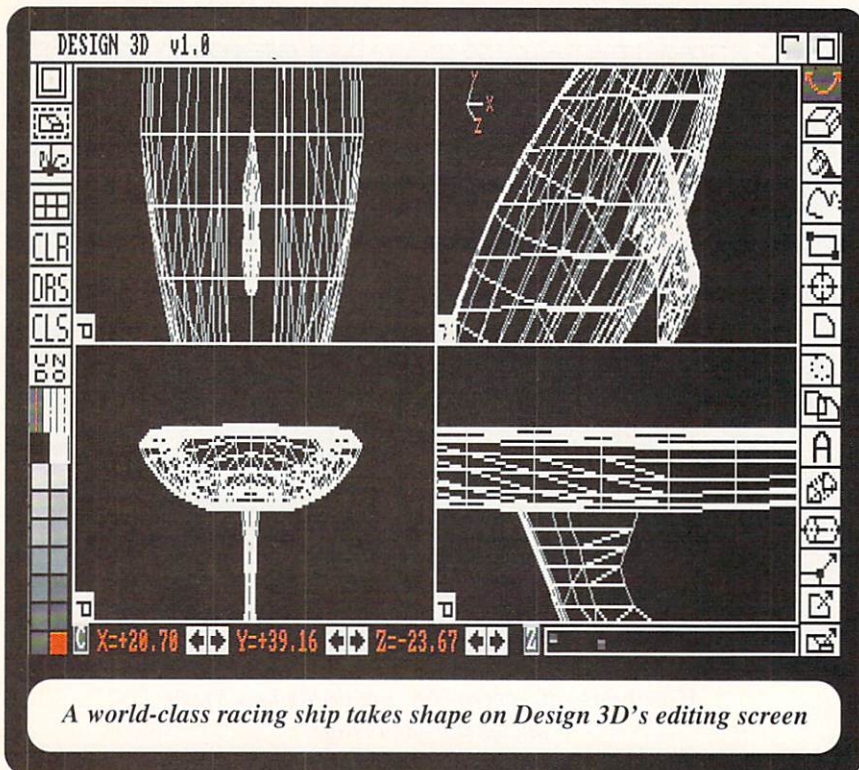 DESIGN 3D v1.0
Y
X
Z
CLR
DRS
CLS
UN
DO
A
P
P
P
P
C X=+20.70 Y=+39.16 Z=-23.67 Z
A world-class racing ship takes shape on Design 3D's editing screen